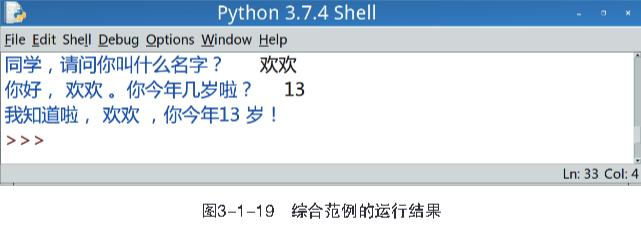 Python 3.7.4 Shell
File Edit Shell Debug Options Window Help
同学，请问你叫什么名字？ 欢欢
你好， 欢欢 。你今年几岁啦？ 13
我知道啦， 欢欢 ，你今年13 岁！
>>>
Ln: 33 Col: 4
图3-1-19 综合范例的运行结果